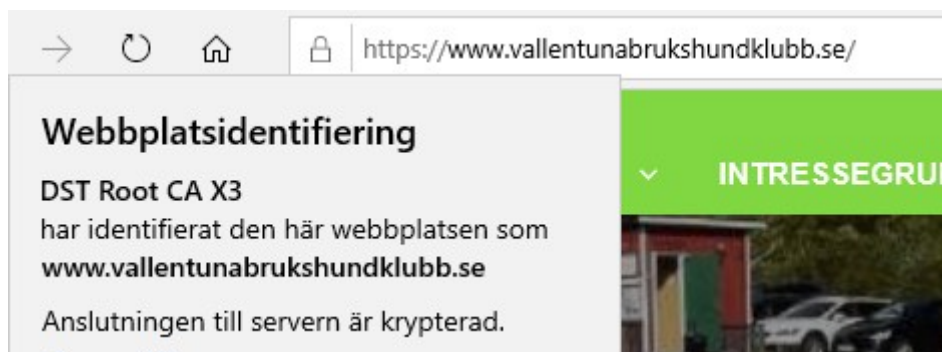 https://www.vallentunabrukshundklubb.se/
Webbplatsidentifiering
DST Root CA X3
har identifierat den här webbplatsen som
www.vallentunabrukshundklubb.se
Anslutningen till servern är krypterad.
INTRESSEGRU